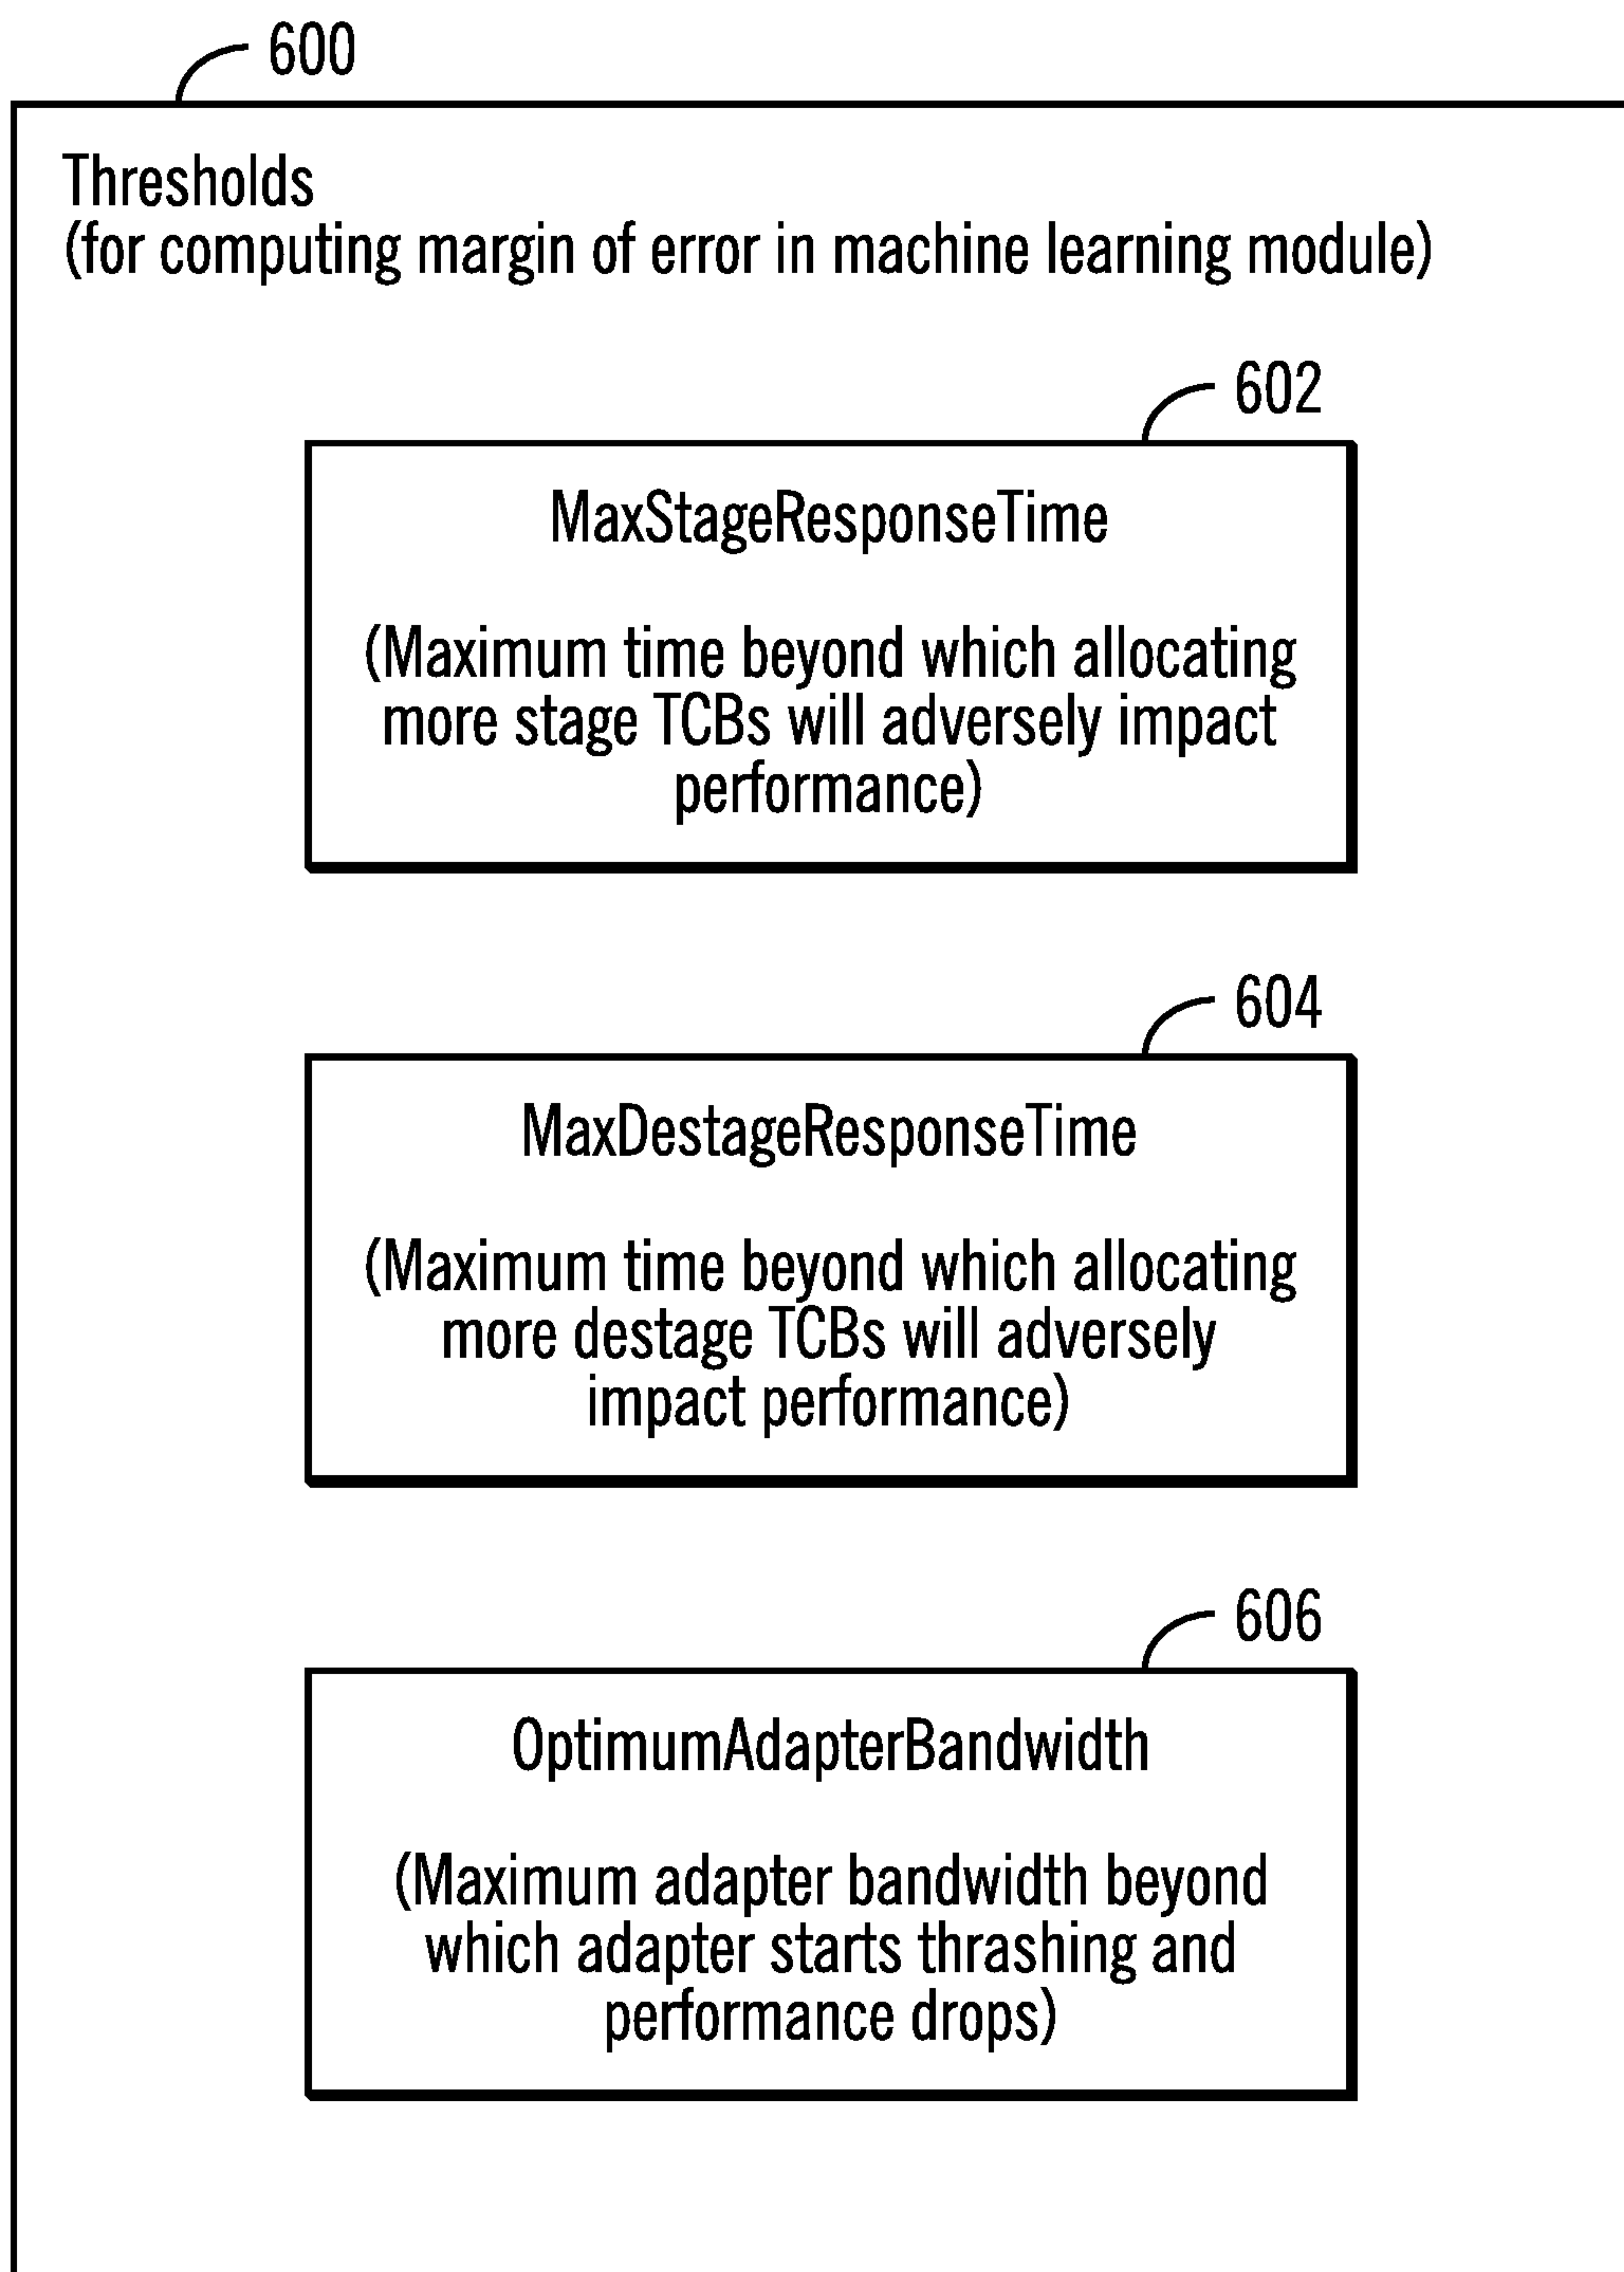 600
Thresholds
(for computing margin of error in machine learning module)
602
MaxStageResponseTime
(Maximum time beyond which allocating
more stage TCBs will adversely impact
performance)
604
MaxDestageResponseTime
(Maximum time beyond which allocating
more destage TCBs will adversely
impact performance)
606
OptimumAdapterBandwidth
(Maximum adapter bandwidth beyond
which adapter starts thrashing and
performance drops)